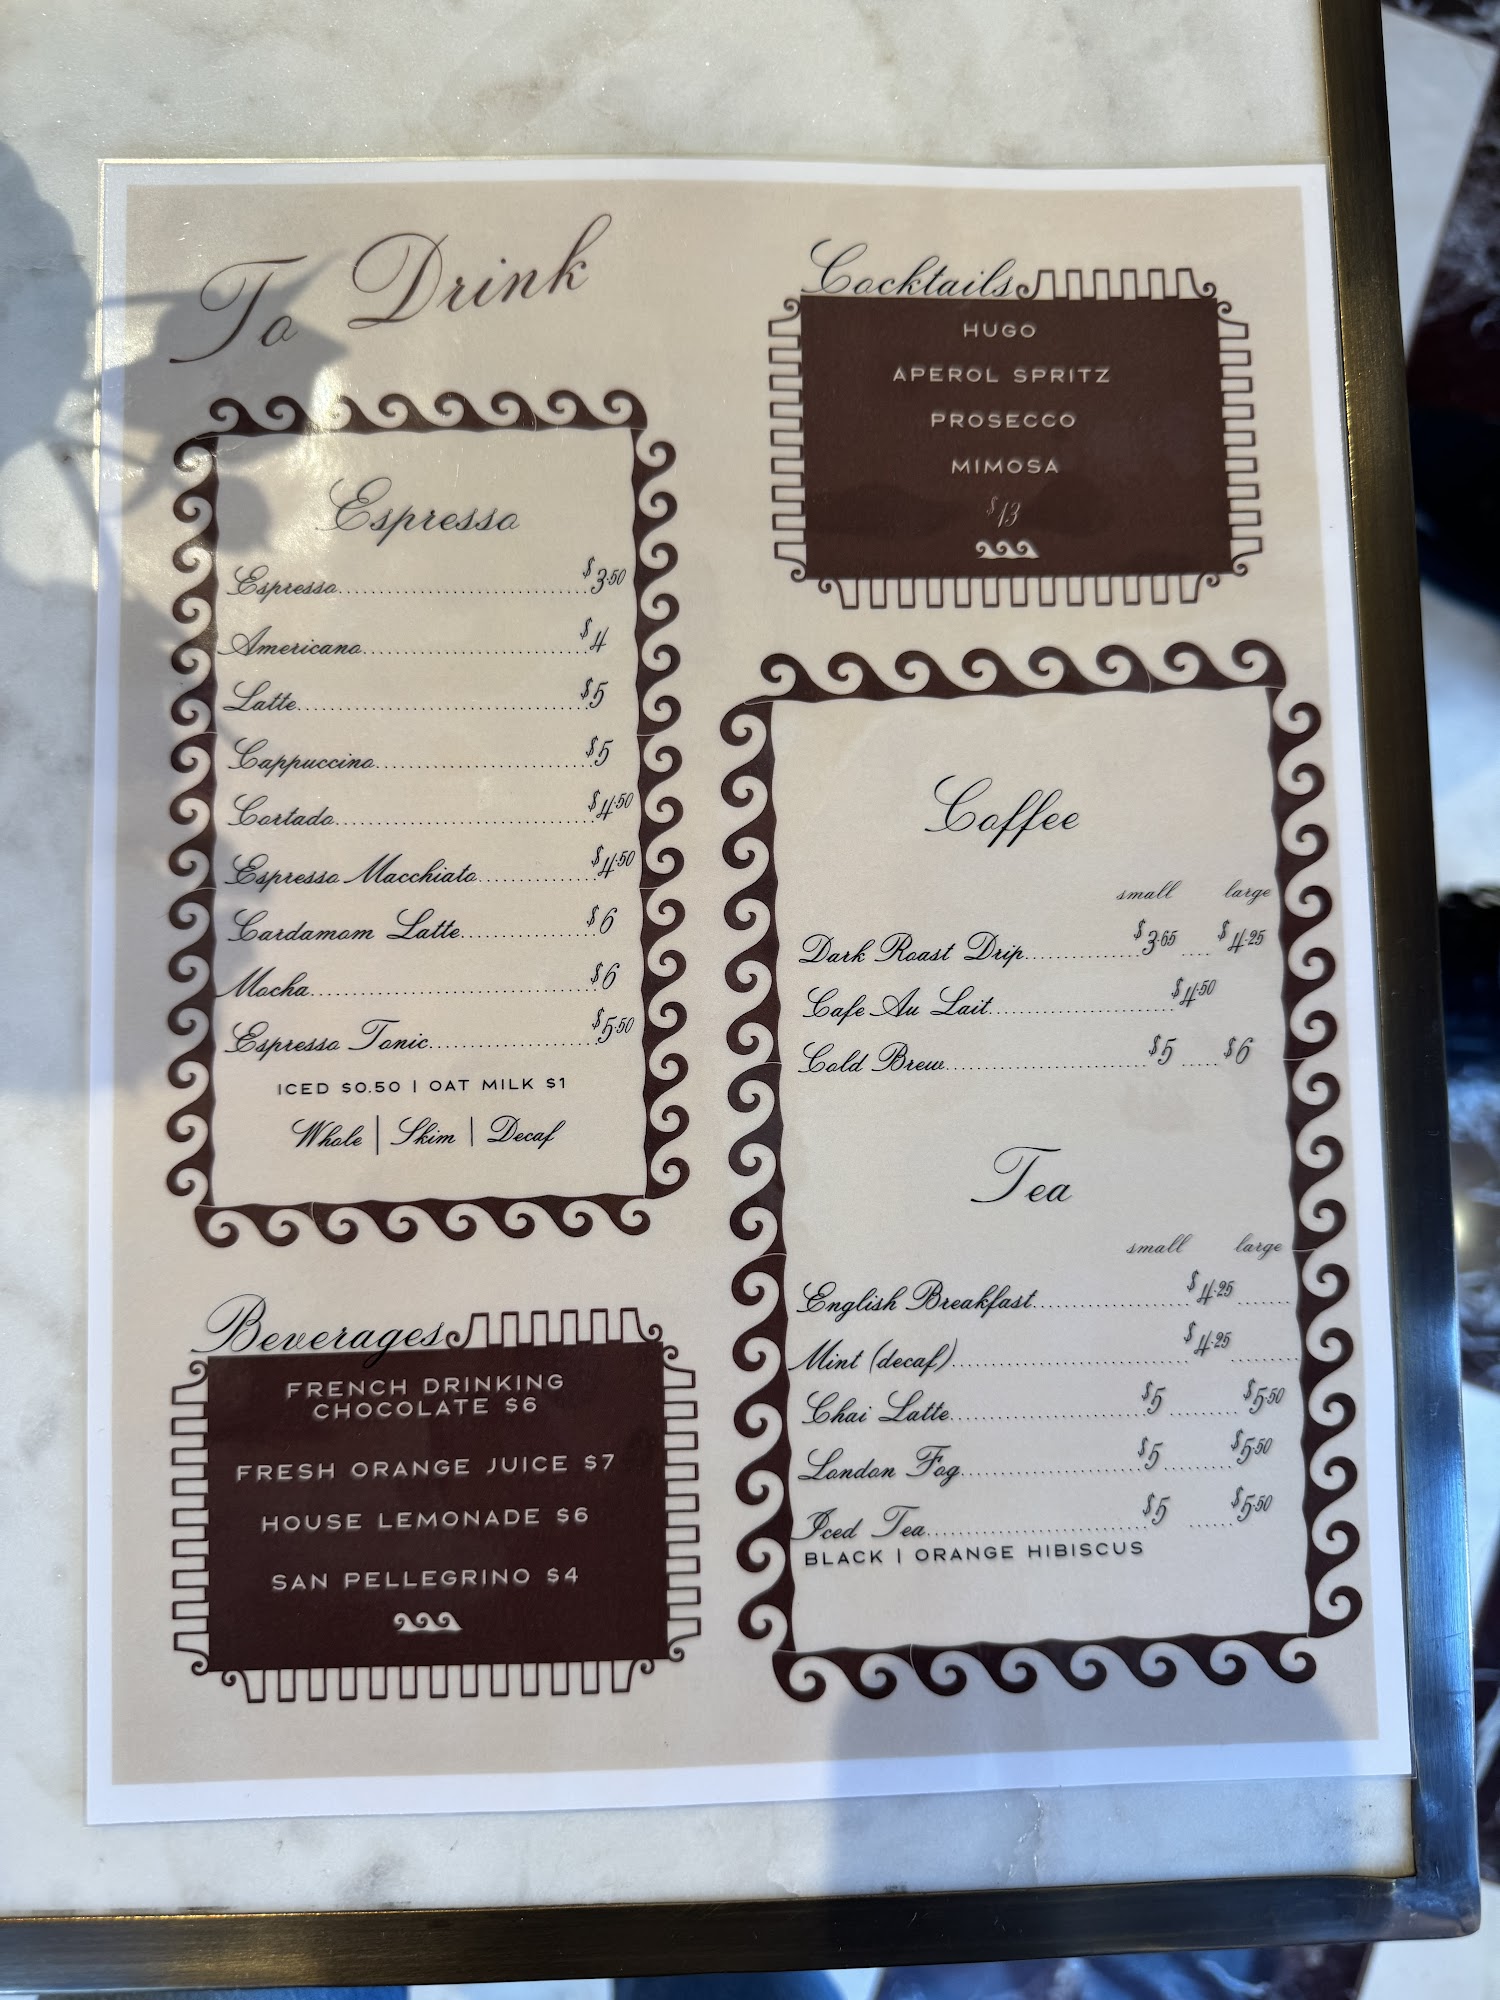 To Drink
Espresso
Espresso $3.50
Americano $4
Latte $5
Cappuccino $5
Cortado $4.50
Espresso Macchiato $4.50
Cardamom Latte $6
Mocha $6
Espresso Tonic $5.50
ICED $0.50 | OAT MILK $1
Whole | Skim | Decaf
Beverages
FRENCH DRINKING
CHOCOLATE $6
FRESH ORANGE JUICE $7
HOUSE LEMONADE $6
SAN PELLEGRINO $4
Cocktails
HUGO
APEROL SPRITZ
PROSECCO
MIMOSA
$13
Coffee
small large
Dark Roast Drip $3.65 $4.25
Cafe Au Lait $4.50
Cold Brew $5 $6
Tea
small large
English Breakfast $4.25
Mint (decaf) $4.25
Chai Latte $5 $5.50
London Fog $5 $5.50
Iced Tea $5 $5.50
BLACK | ORANGE HIBISCUS